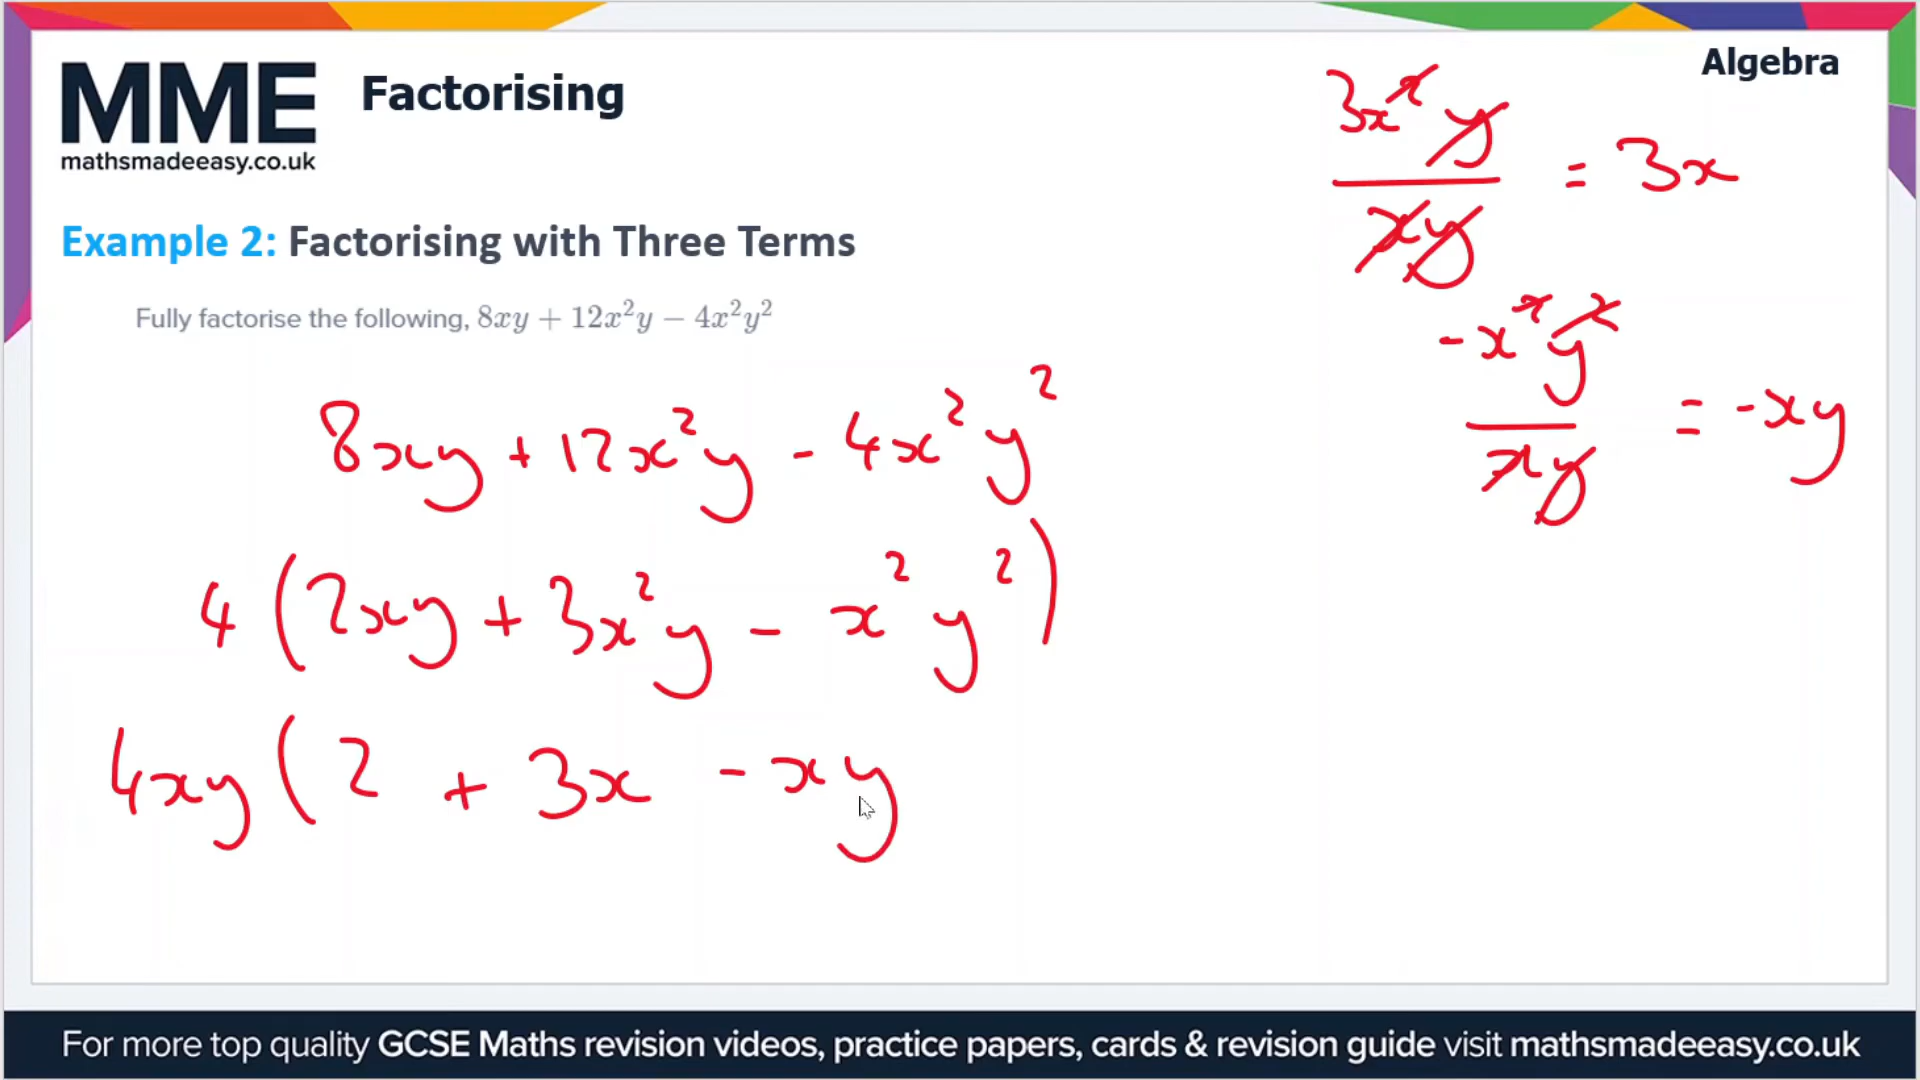 MME
mathsmadeeasy.co.uk
Factorising
Algebra
Example 2: Factorising with Three Terms
Fully factorise the following, 8xy + 12x²y − 4x²y²
8xy + 12x²y - 4x²y²
4(2xy + 3x²y - x²y²)
4xy(2 + 3x - xy
3x²y
xy
= 3x
-x²y²
xy
= -xy
For more top quality GCSE Maths revision videos, practice papers, cards & revision guide visit mathsmadeeasy.co.uk